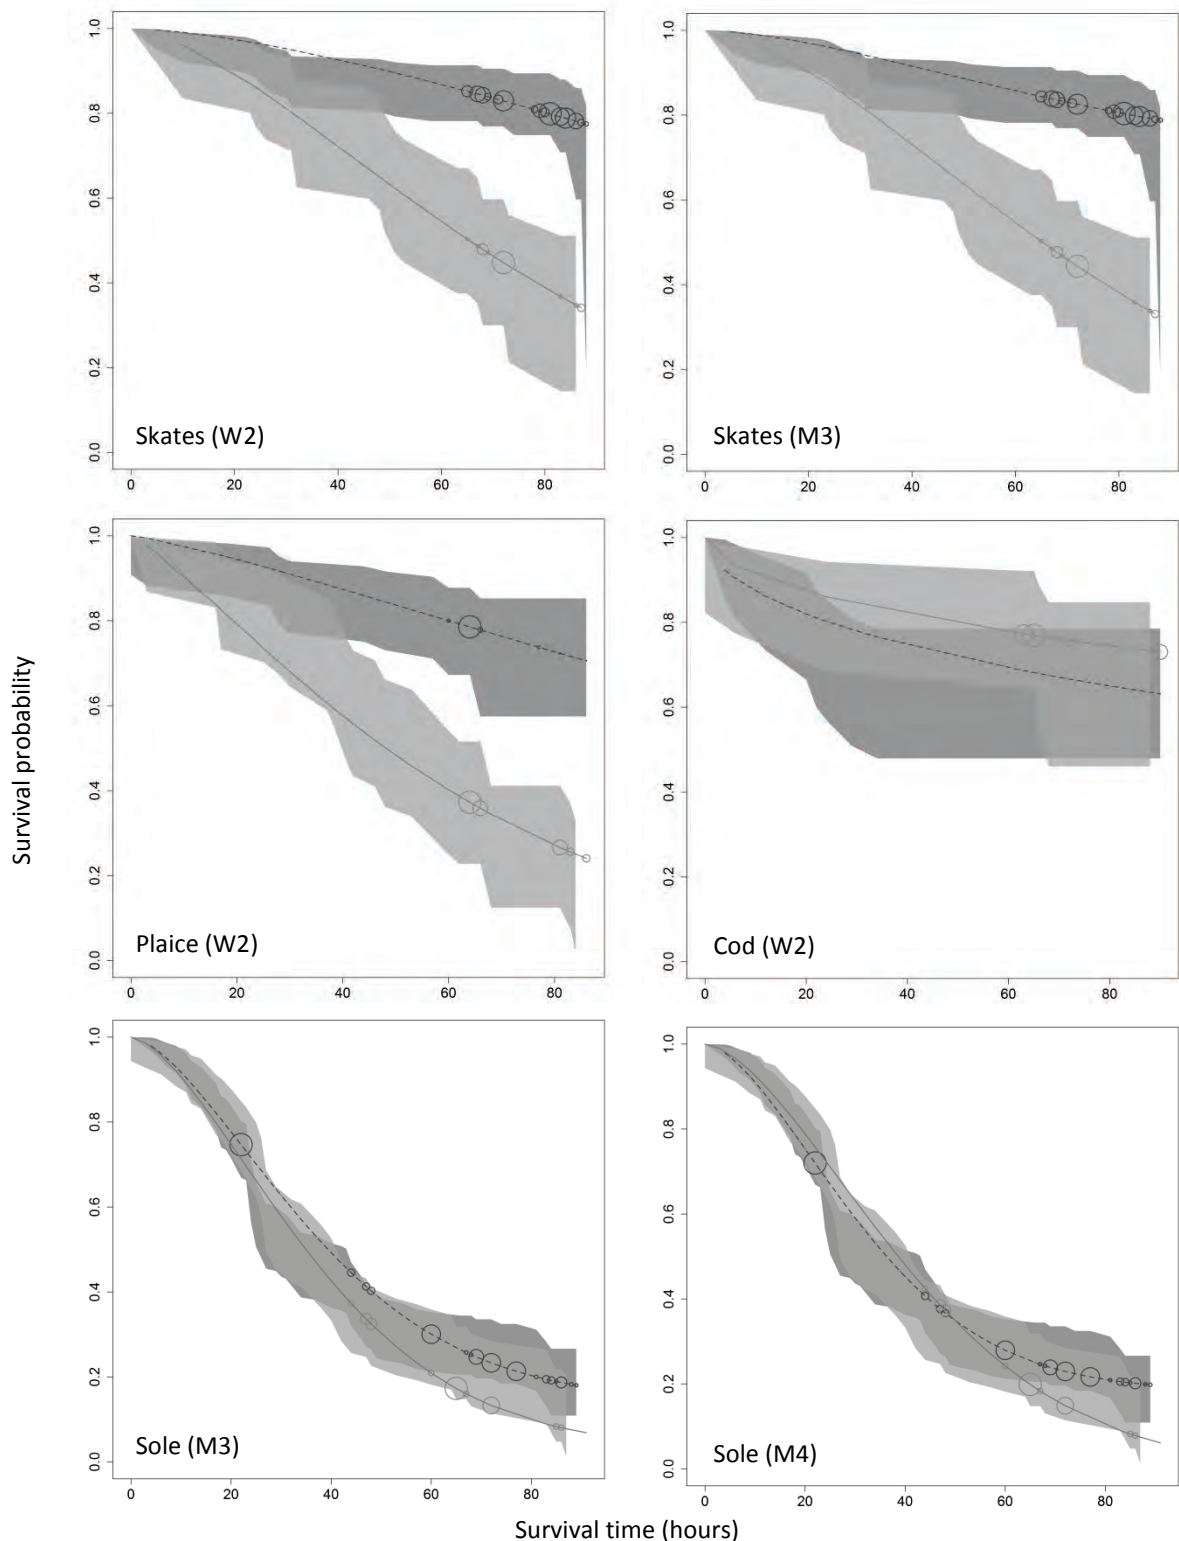 1.0
0.8
0.6
0.4
0.2
0.0
Skates (W2)
0 20 40 60 80
1.0
0.8
0.6
0.4
0.2
0.0
Skates (M3)
0 20 40 60 80
1.0
0.8
0.6
0.4
0.2
0.0
Plaice (W2)
0 20 40 60 80
1.0
0.8
0.6
0.4
0.2
0.0
Cod (W2)
0 20 40 60 80
Survival probability
1.0
0.8
0.6
0.4
0.2
0.0
Sole (M3)
0 20 40 60 80
1.0
0.8
0.6
0.4
0.2
0.0
Sole (M4)
0 20 40 60 80
Survival time (hours)